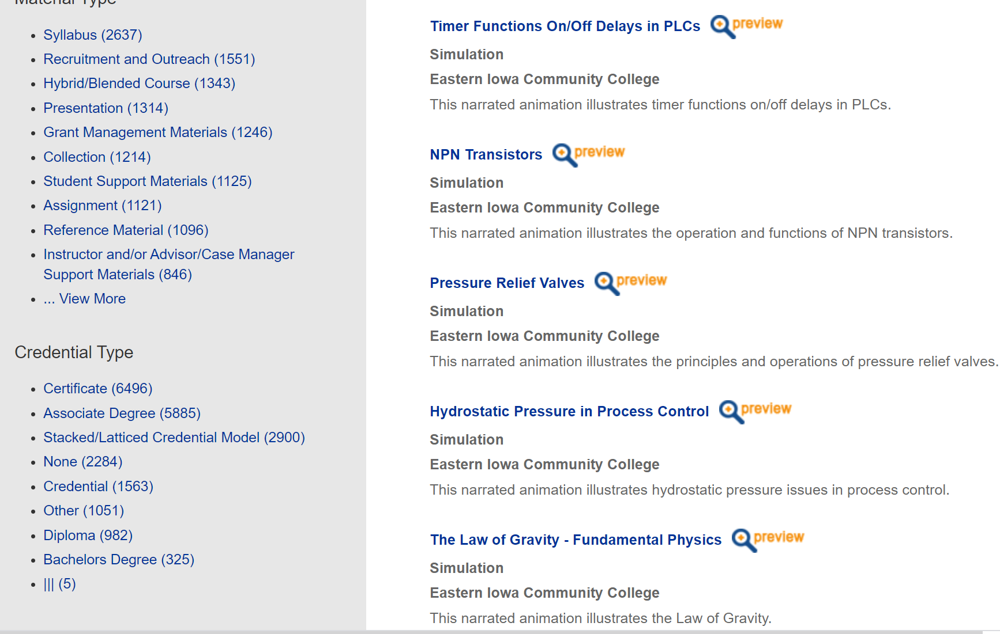 Material Type
Syllabus (2637)
Recruitment and Outreach (1551)
Hybrid/Blended Course (1343)
Presentation (1314)
Grant Management Materials (1246)
Collection (1214)
Student Support Materials (1125)
Assignment (1121)
Reference Material (1096)
Instructor and/or Advisor/Case Manager
Support Materials (846)
... View More
Credential Type
Certificate (6496)
Associate Degree (5885)
Stacked/Latticed Credential Model (2900)
None (2284)
Credential (1563)
Other (1051)
Diploma (982)
Bachelors Degree (325)
||| (5)
Timer Functions On/Off Delays in PLCs preview
Simulation
Eastern Iowa Community College
This narrated animation illustrates timer functions on/off delays in PLCs.
NPN Transistors preview
Simulation
Eastern Iowa Community College
This narrated animation illustrates the operation and functions of NPN transistors.
Pressure Relief Valves preview
Simulation
Eastern Iowa Community College
This narrated animation illustrates the principles and operations of pressure relief valves.
Hydrostatic Pressure in Process Control preview
Simulation
Eastern Iowa Community College
This narrated animation illustrates hydrostatic pressure issues in process control.
The Law of Gravity - Fundamental Physics preview
Simulation
Eastern Iowa Community College
This narrated animation illustrates the Law of Gravity.